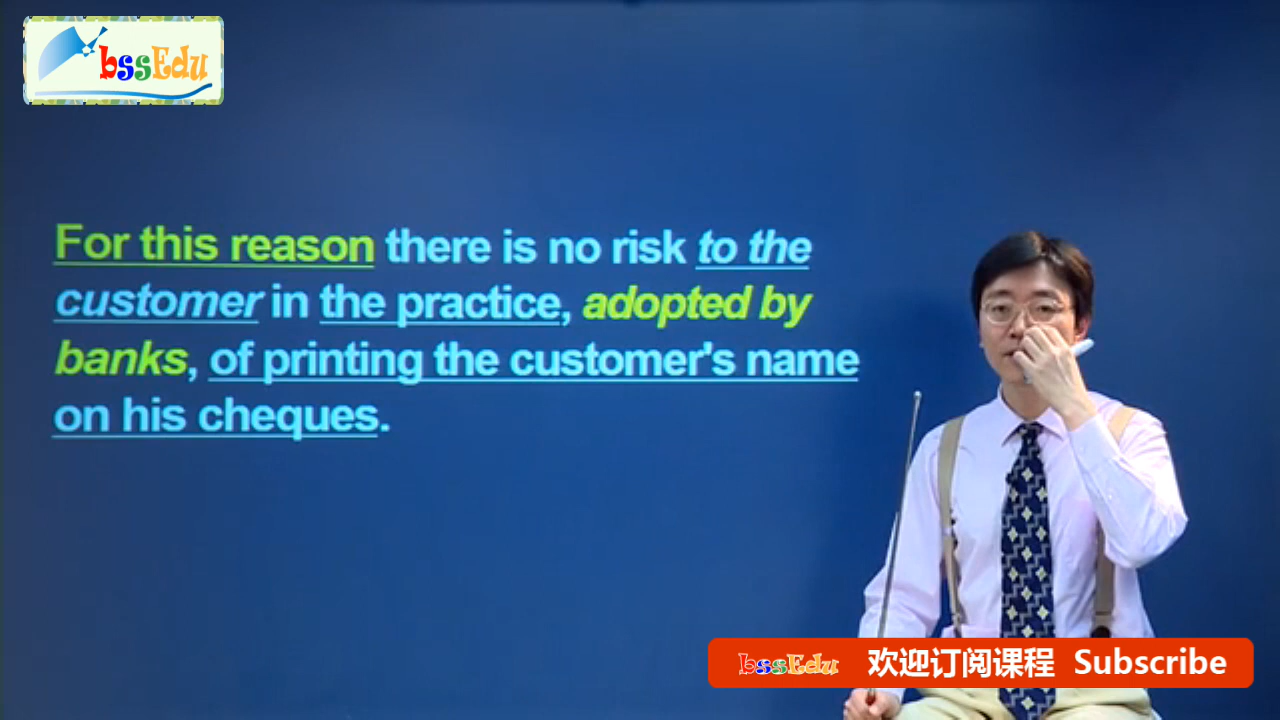 bssEdu
For this reason there is no risk to the
customer in the practice, adopted by
banks, of printing the customer's name
on his cheques.
bssEdu 欢迎订阅课程 Subscribe